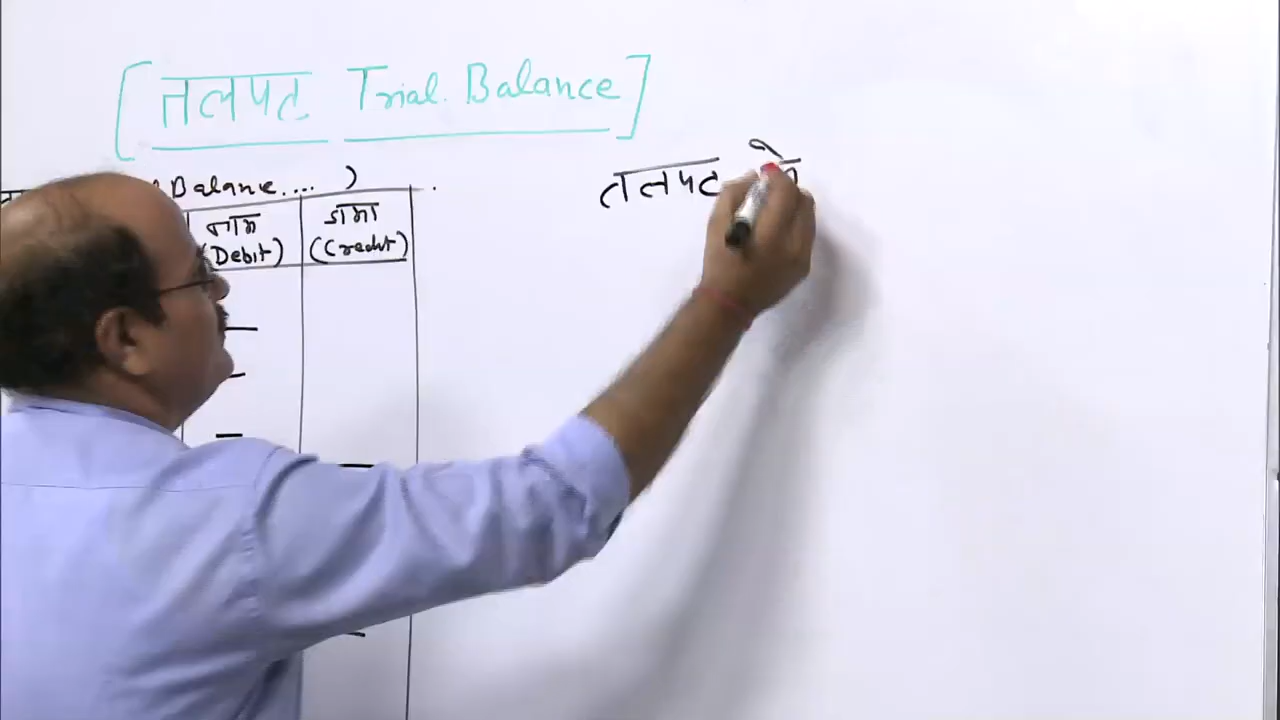 [ तलपट Trial. Balance ]
Balance.... ) .
तलपट
नाम जमा
(Debit) (Credit)